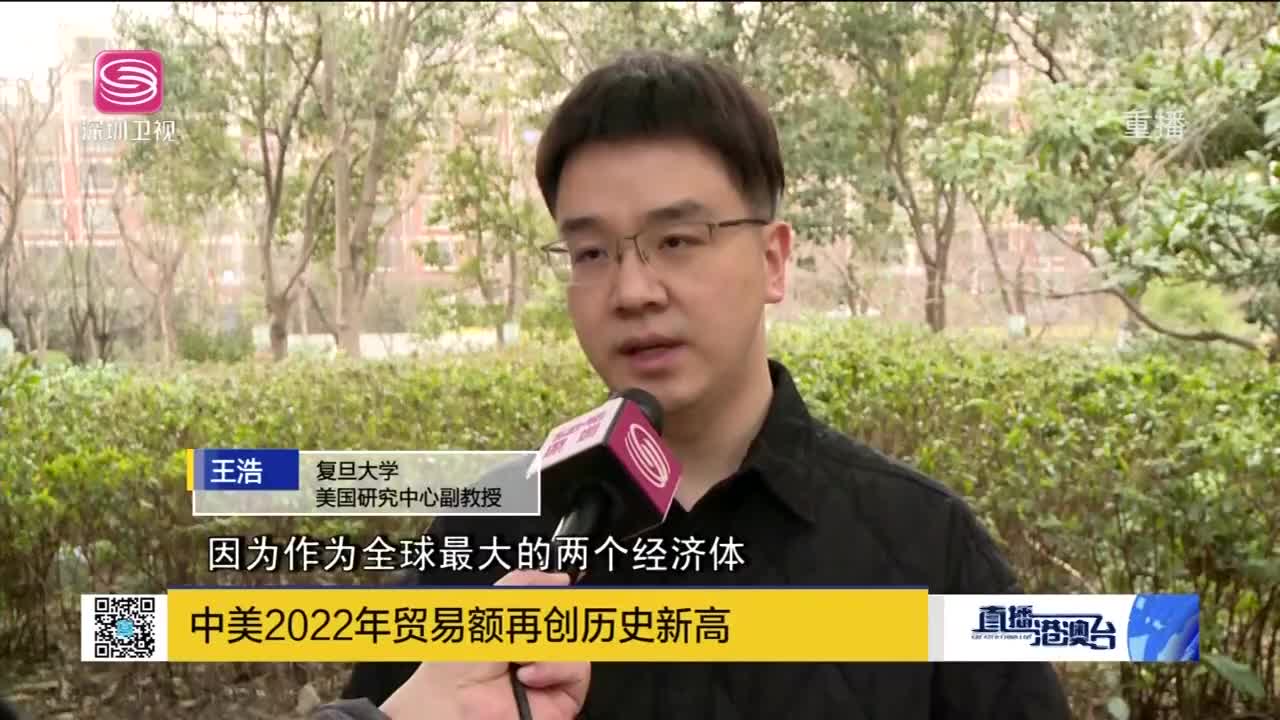 深圳卫视
重播
王浩
复旦大学
美国研究中心副教授
因为作为全球最大的两个经济体
中美2022年贸易额再创历史新高
直播港澳台